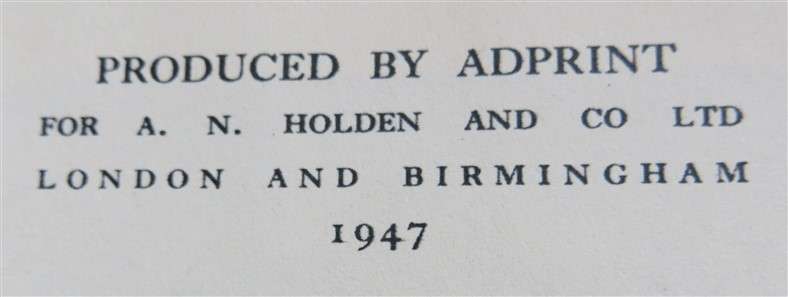 PRODUCED BY ADPRINT
FOR A. N. HOLDEN AND CO LTD
LONDON AND BIRMINGHAM
1947